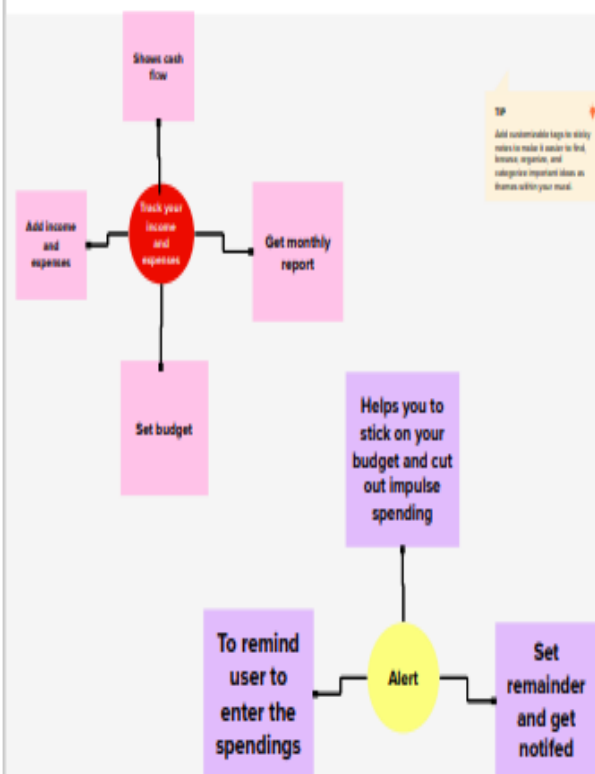 Shows cash
flow
TIP
Add customizable tags to sticky
notes to make it easier to find,
browse, organize, and
categorize important ideas as
themes within your mural.
Track your
income
and
expenses
Add income
and
expenses
Get monthly
report
Set budget
Helps you to
stick on your
budget and cut
out impulse
spending
To remind
user to
enter the
spendings
Alert
Set
remainder
and get
notifed